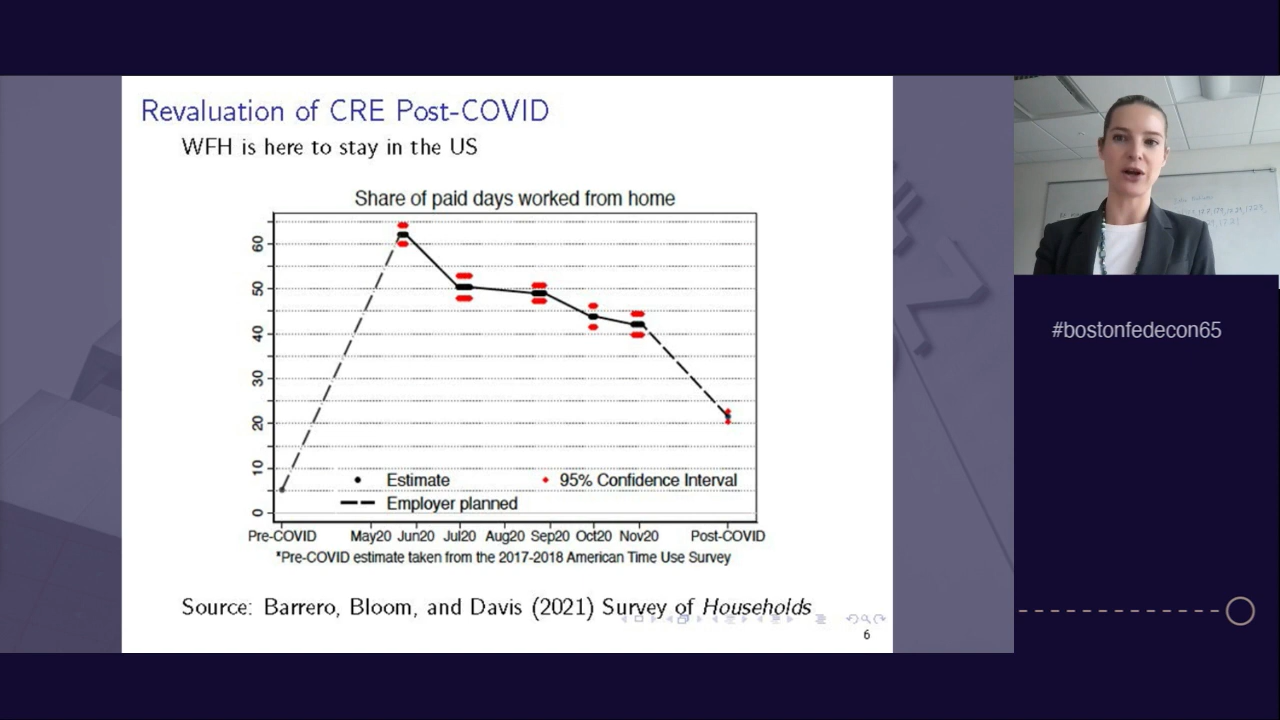 Revaluation of CRE Post-COVID
WFH is here to stay in the US
Share of paid days worked from home
60
50
40
30
20
10
0
Estimate
95% Confidence Interval
Employer planned
Pre-COVID May20 Jun20 Jul20 Aug20 Sep20 Oct20 Nov20 Post-COVID
*Pre-COVID estimate taken from the 2017-2018 American Time Use Survey
Source: Barrero, Bloom, and Davis (2021) Survey of Households
6
#bostonfedecon65